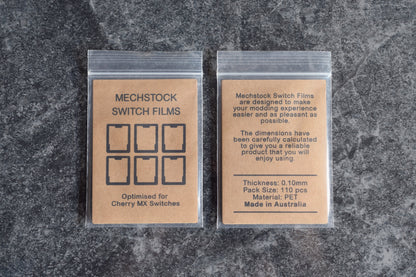 MECHSTOCK
SWITCH FILMS
Optimised for
Cherry MX Switches
Mechstock Switch Films
are designed to make
your modding experience
easier and as pleasant as
possible.
The dimensions have
been carefully calculated
to give you a reliable
product that you will
enjoy using.
Thickness: 0.10mm
Pack Size: 110 pcs
Material: PET
Made in Australia